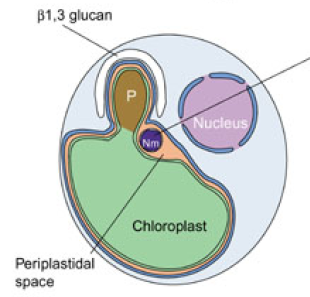 β1,3 glucan
P
Nucleus
Nm
Chloroplast
Periplastidal
space